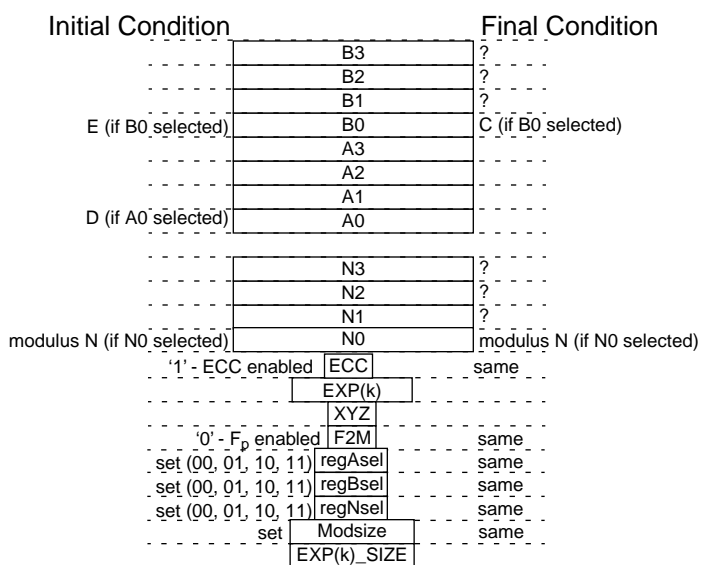 Initial Condition Final Condition
B3 ?
B2 ?
B1 ?
E (if B0 selected) B0 C (if B0 selected)
A3
A2
A1
D (if A0 selected) A0
N3 ?
N2 ?
N1 ?
modulus N (if N0 selected) N0 modulus N (if N0 selected)
‘1’ - ECC enabled ECC same
EXP(k)
XYZ
‘0’ - Fp enabled F2M same
set (00, 01, 10, 11) regAsel same
set (00, 01, 10, 11) regBsel same
set (00, 01, 10, 11) regNsel same
set Modsize same
EXP(k)_SIZE